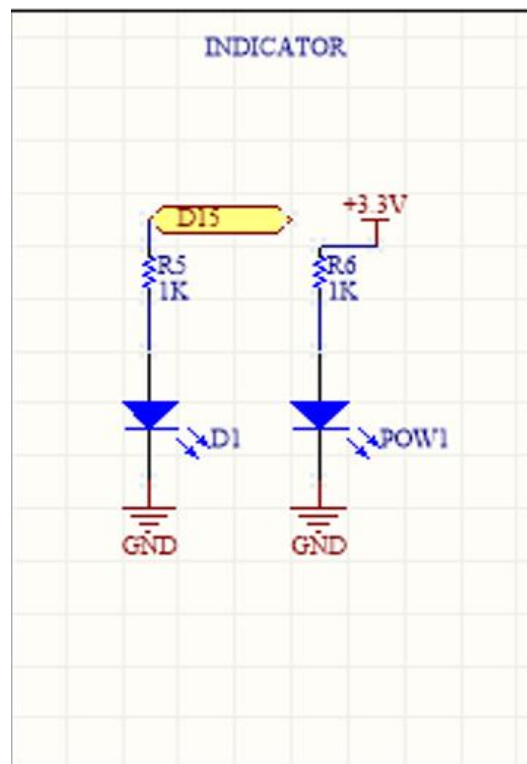 INDICATOR
D15
+3.3V
R5
1K
R6
1K
D1
POW1
GND
GND